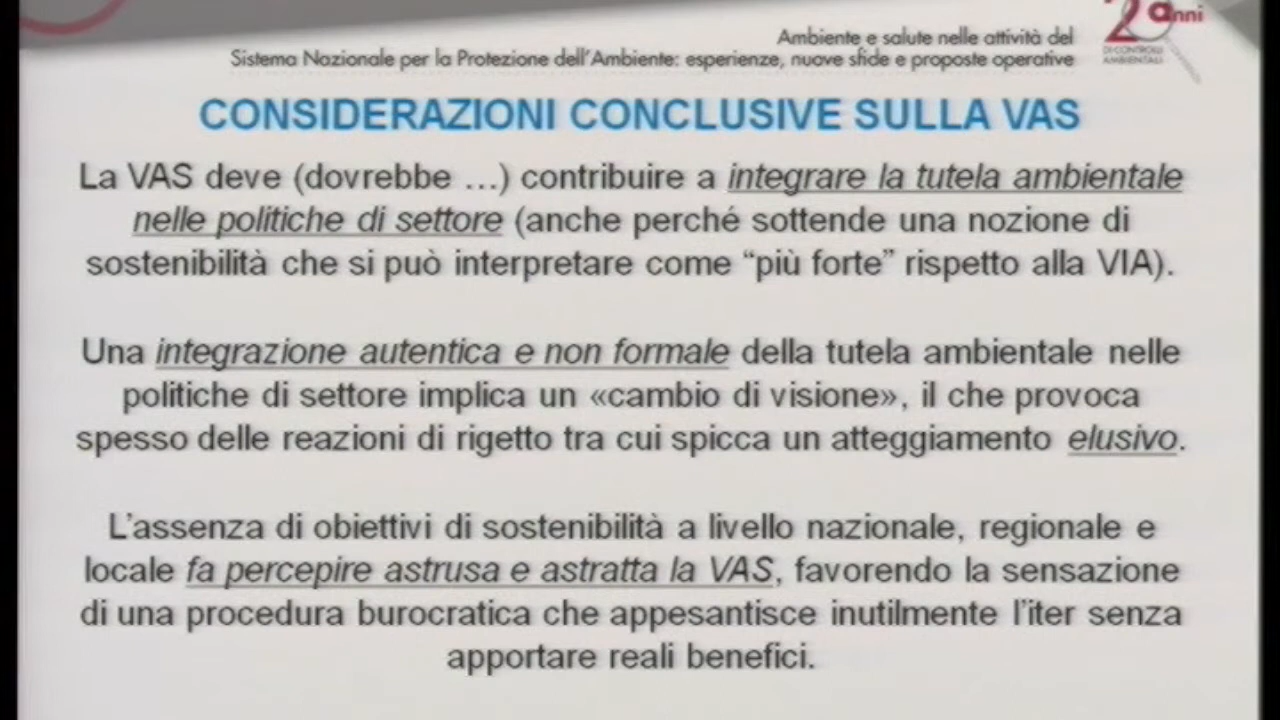 Ambiente e salute nelle attività del
Sistema Nazionale per la Protezione dell'Ambiente: esperienze, nuove sfide e proposte operative
20 anni
DI CONTROLLI
AMBIENTALI
CONSIDERAZIONI CONCLUSIVE SULLA VAS
La VAS deve (dovrebbe …) contribuire a integrare la tutela ambientale
nelle politiche di settore (anche perché sottende una nozione di
sostenibilità che si può interpretare come “più forte” rispetto alla VIA).
Una integrazione autentica e non formale della tutela ambientale nelle
politiche di settore implica un «cambio di visione», il che provoca
spesso delle reazioni di rigetto tra cui spicca un atteggiamento elusivo.
L’assenza di obiettivi di sostenibilità a livello nazionale, regionale e
locale fa percepire astrusa e astratta la VAS, favorendo la sensazione
di una procedura burocratica che appesantisce inutilmente l’iter senza
apportare reali benefici.